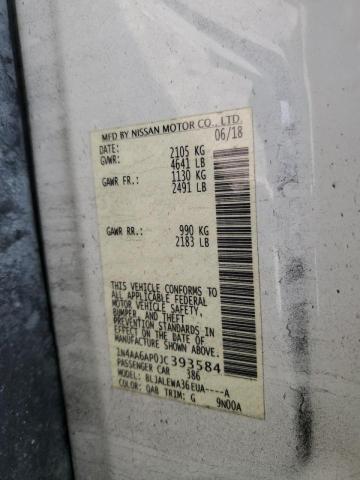 MFD BY NISSAN MOTOR CO., LTD.
DATE: 06/18
GVWR: 2105 KG
4641 LB
GAWR FR.: 1130 KG
2491 LB
GAWR RR.: 990 KG
2183 LB
THIS VEHICLE CONFORMS TO ALL
APPLICABLE U.S. FEDERAL
MOTOR VEHICLE SAFETY,
BUMPER, AND THEFT
PREVENTION STANDARDS IN
EFFECT ON THE DATE OF
MANUFACTURE SHOWN ABOVE.
1N4AA6AP0JC393584
PASSENGER CAR 386
MODEL: BLJALEWA36EUA----A
COLOR: QAB TRIM: G 9N00A